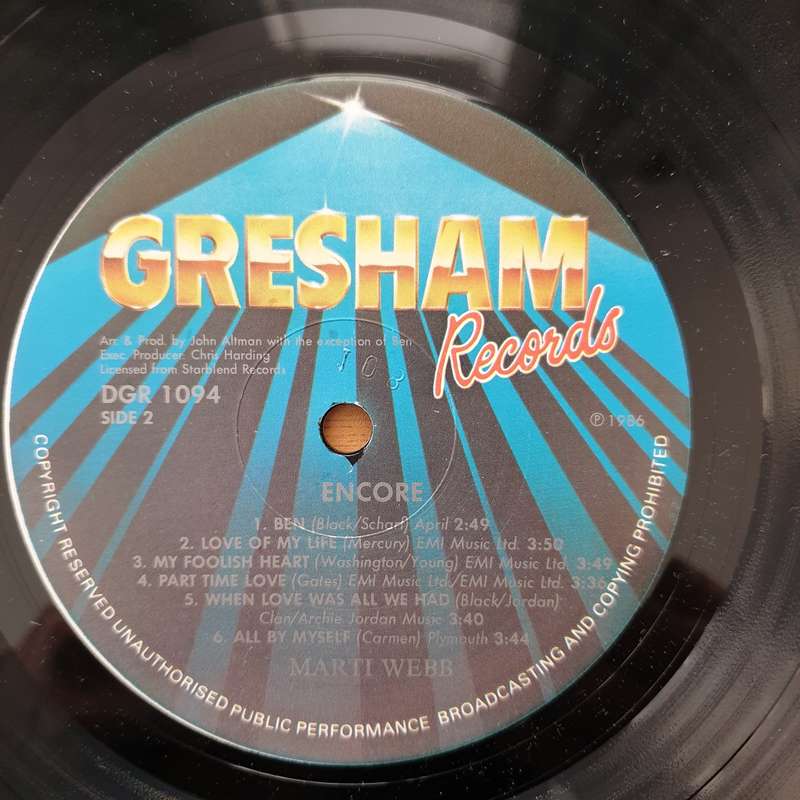 GRESHAM
Records
Arr. & Prod. by John Altman with the exception of Ben
Exec. Producer: Chris Harding
Licensed from Starblend Records
DGR 1094
SIDE 2
103
℗ 1986
ENCORE
1. BEN (Black/Scharf) April 2:49
2. LOVE OF MY LIFE (Mercury) EMI Music Ltd. 3:50
3. MY FOOLISH HEART (Washington/Young) EMI Music Ltd. 3:49
4. PART TIME LOVE (Gates) EMI Music Ltd./EMI Music Ltd. 3:36
5. WHEN LOVE WAS ALL WE HAD (Black/Jordan)
Clan/Archie Jordan Music 3:40
6. ALL BY MYSELF (Carmen) Plymouth 3:44
MARTI WEBB
COPYRIGHT RESERVED UNAUTHORISED PUBLIC PERFORMANCE BROADCASTING AND COPYING PROHIBITED